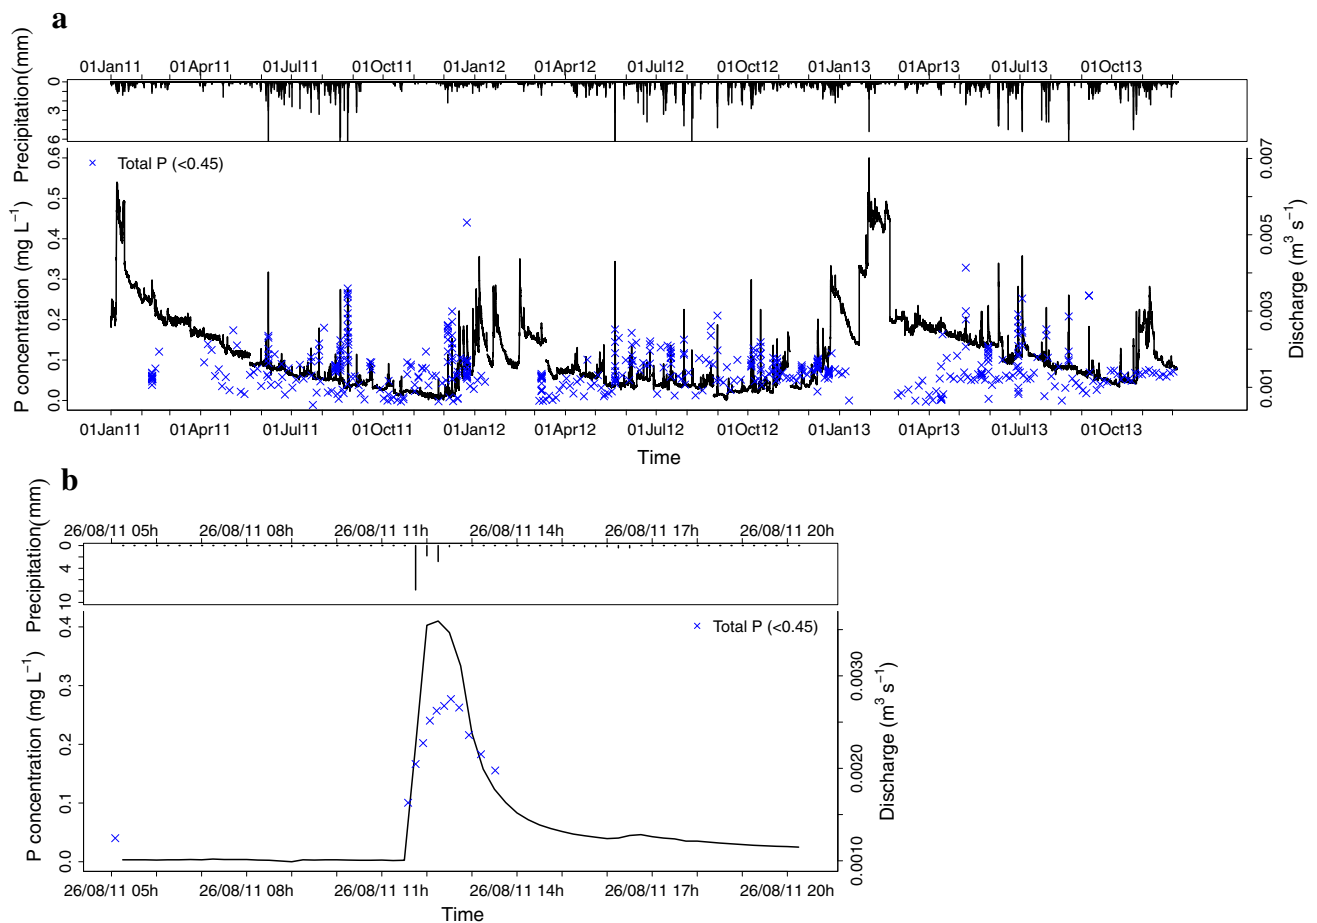 a
01Jan11 01Apr11 01Jul11 01Oct11 01Jan12 01Apr12 01Jul12 01Oct12 01Jan13 01Apr13 01Jul13 01Oct13
Precipitation(mm)
0
3
6
× Total P (<0.45)
P concentration (mg L⁻¹)
0.6
0.5
0.4
0.3
0.2
0.1
0.0
Discharge (m³ s⁻¹)
0.007
0.005
0.003
0.001
01Jan11 01Apr11 01Jul11 01Oct11 01Jan12 01Apr12 01Jul12 01Oct12 01Jan13 01Apr13 01Jul13 01Oct13
Time
b
26/08/11 05h 26/08/11 08h 26/08/11 11h 26/08/11 14h 26/08/11 17h 26/08/11 20h
Precipitation(mm)
0
4
10
× Total P (<0.45)
P concentration (mg L⁻¹)
0.4
0.3
0.2
0.1
0.0
Discharge (m³ s⁻¹)
0.0030
0.0020
0.0010
26/08/11 05h 26/08/11 08h 26/08/11 11h 26/08/11 14h 26/08/11 17h 26/08/11 20h
Time